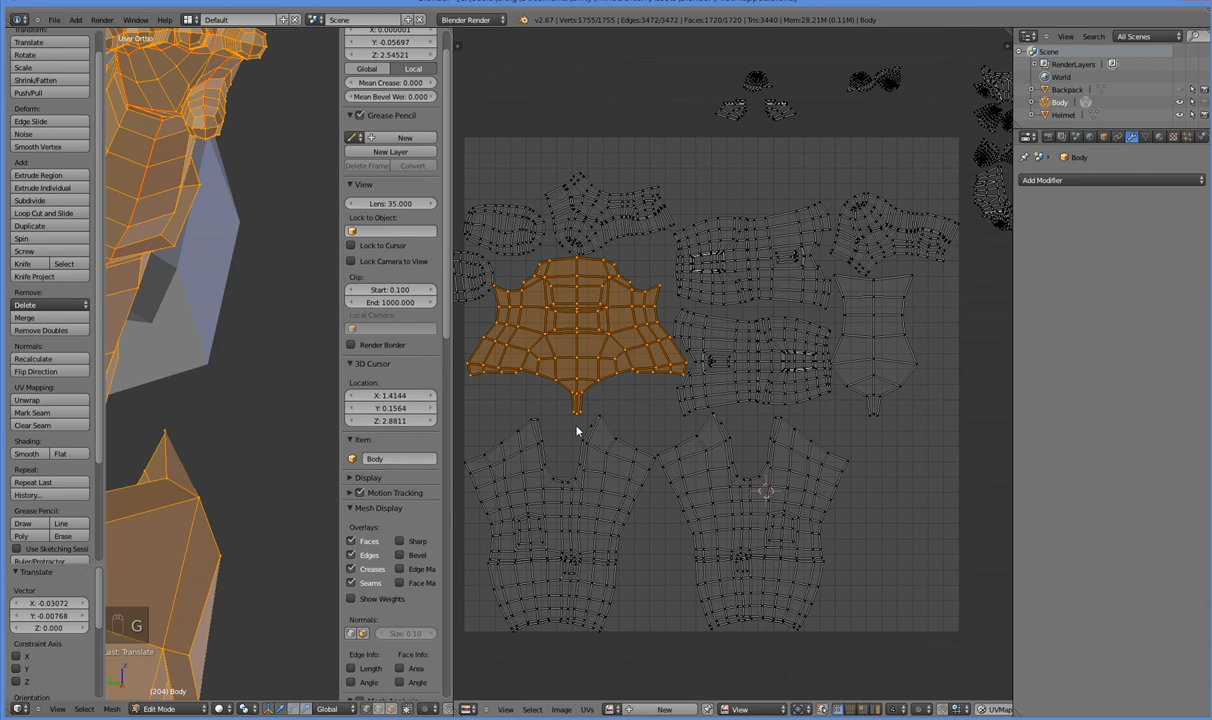 File Add Render Window Help Default Scene Blender Render v2.67 | Verts:1755/1755 | Edges:3472/3472 | Faces:1720/1720 | Tris:3440 | Mem:28.21M (0.11M) | Body
Translate
Rotate
Scale
Shrink/Fatten
Push/Pull
Deform:
Edge Slide
Noise
Smooth Vertex
Add:
Extrude Region
Extrude Individual
Subdivide
Loop Cut and Slide
Duplicate
Spin
Screw
Knife Select
Knife Project
Remove:
Delete
Merge
Remove Doubles
Normals:
Recalculate
Flip Direction
UV Mapping:
Unwrap
Mark Seam
Clear Seam
Shading:
Smooth Flat
Repeat:
Repeat Last
History...
Grease Pencil:
Draw Line
Poly Erase
Use Sketching Sessi
Ruler/Protractor
Translate
Vector
X: -0.03072
Y: -0.00768
Z: 0.000
Constraint Axis
X
Y
Z
Orientation
User Ortho
G
ast: Translate
(204) Body
X: 0.000001
Y: -0.05697
Z: 2.54521
Global Local
Mean Crease: 0.000
Mean Bevel Wei: 0.000
Grease Pencil
New
New Layer
Delete Frame Convert
View
Lens: 35.000
Lock to Object:
Lock to Cursor
Lock Camera to View
Clip:
Start: 0.100
End: 1000.000
Local Camera:
Render Border
3D Cursor
Location:
X: 1.4144
Y: 0.1564
Z: 2.8811
Item
Body
Display
Motion Tracking
Mesh Display
Overlays:
Faces Sharp
Edges Bevel
Creases Edge Ma
Seams Face Ma
Show Weights
Normals:
Size: 0.10
Edge Info: Face Info:
Length Area
Angle Angle
View Search All Scenes
Scene
RenderLayers
World
Backpack
Body
Helmet
Body
Add Modifier
View Select Mesh Edit Mode Global
View Select Image UVs New View UVMap